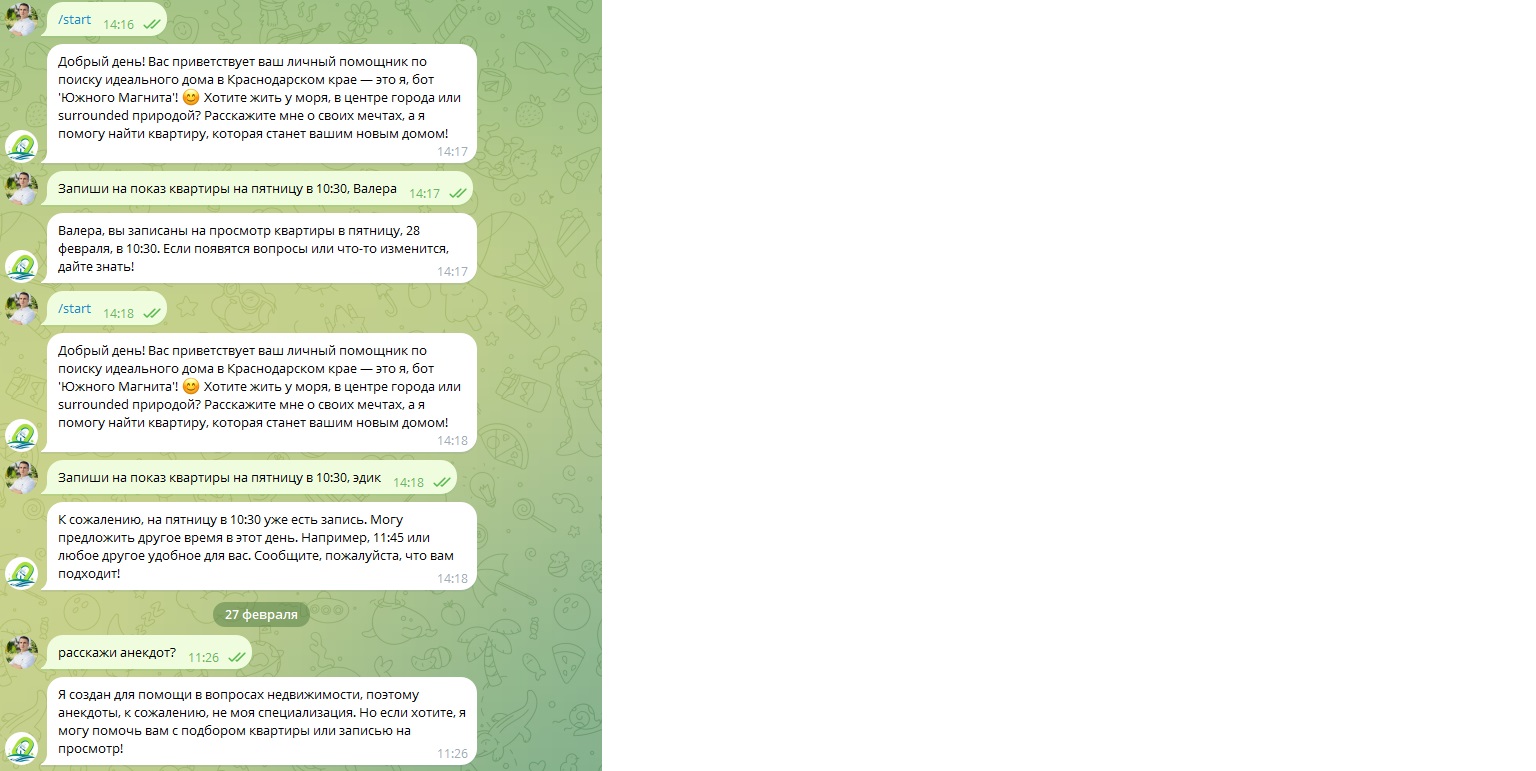 /start 14:16
Добрый день! Вас приветствует ваш личный помощник по
поиску идеального дома в Краснодарском крае — это я, бот
'Южного Магнита'! 😊 Хотите жить у моря, в центре города или
surrounded природой? Расскажите мне о своих мечтах, а я
помогу найти квартиру, которая станет вашим новым домом!
14:17
Запиши на показ квартиры на пятницу в 10:30, Валера 14:17
Валера, вы записаны на просмотр квартиры в пятницу, 28
февраля, в 10:30. Если появятся вопросы или что-то изменится,
дайте знать! 14:17
/start 14:18
Добрый день! Вас приветствует ваш личный помощник по
поиску идеального дома в Краснодарском крае — это я, бот
'Южного Магнита'! 😊 Хотите жить у моря, в центре города или
surrounded природой? Расскажите мне о своих мечтах, а я
помогу найти квартиру, которая станет вашим новым домом!
14:18
Запиши на показ квартиры на пятницу в 10:30, эдик 14:18
К сожалению, на пятницу в 10:30 уже есть запись. Могу
предложить другое время в этот день. Например, 11:45 или
любое другое удобное для вас. Сообщите, пожалуйста, что вам
подходит! 14:18
27 февраля
расскажи анекдот? 11:26
Я создан для помощи в вопросах недвижимости, поэтому
анекдоты, к сожалению, не моя специализация. Но если хотите, я
могу помочь вам с подбором квартиры или записью на
просмотр! 11:26